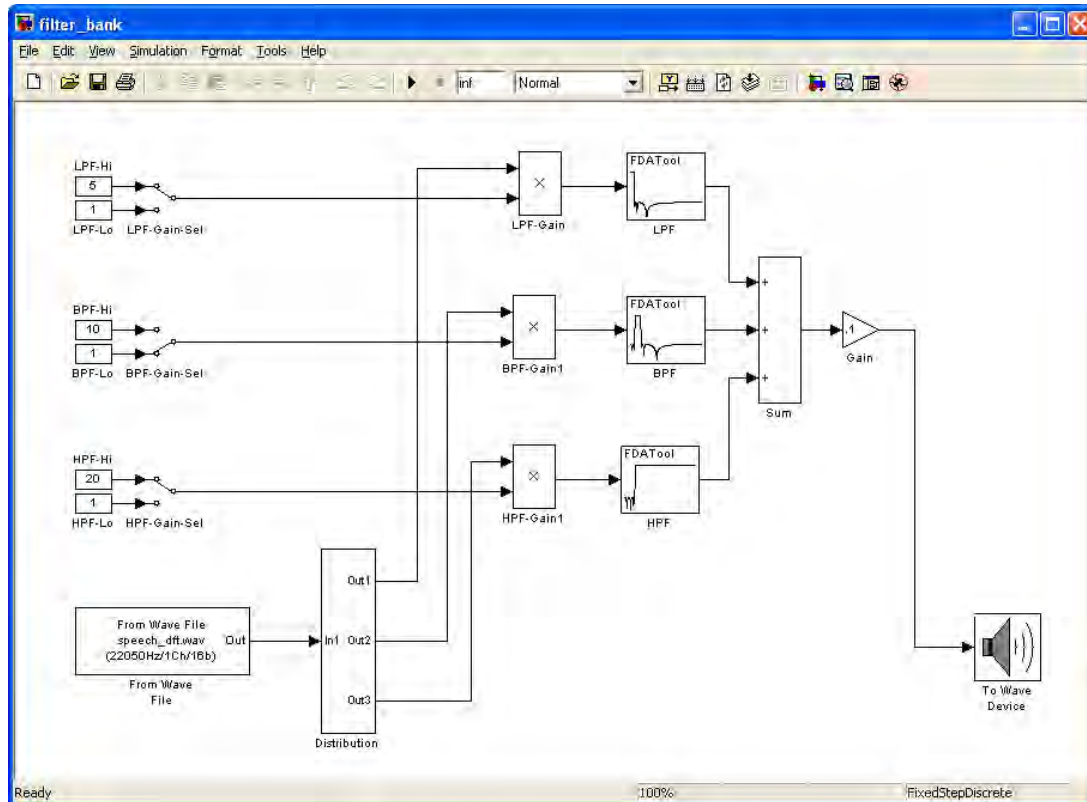 filter_bank
File Edit View Simulation Format Tools Help
inf Normal
LPF-Hi
5
1
LPF-Lo LPF-Gain-Sel
×
LPF-Gain
FDATool
LPF
BPF-Hi
10
1
BPF-Lo BPF-Gain-Sel
×
BPF-Gain1
FDATool
BPF
+
+
+
Sum
.1
Gain
HPF-Hi
20
1
HPF-Lo HPF-Gain-Sel
×
HPF-Gain1
FDATool
HPF
From Wave File
speech_dft.wav
(22050Hz/1Ch/16b)
Out
From Wave
File
In1
Out1
Out2
Out3
Distribution
To Wave
Device
Ready 100% FixedStepDiscrete